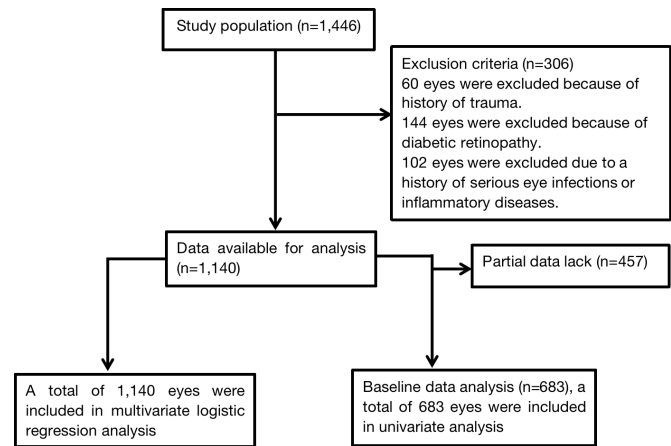 Study population (n=1,446)
Exclusion criteria (n=306)
60 eyes were excluded because of
history of trauma.
144 eyes were excluded because of
diabetic retinopathy.
102 eyes were excluded due to a
history of serious eye infections or
inflammatory diseases.
Data available for analysis
(n=1,140)
Partial data lack (n=457)
A total of 1,140 eyes were
included in multivariate logistic
regression analysis
Baseline data analysis (n=683), a
total of 683 eyes were included
in univariate analysis